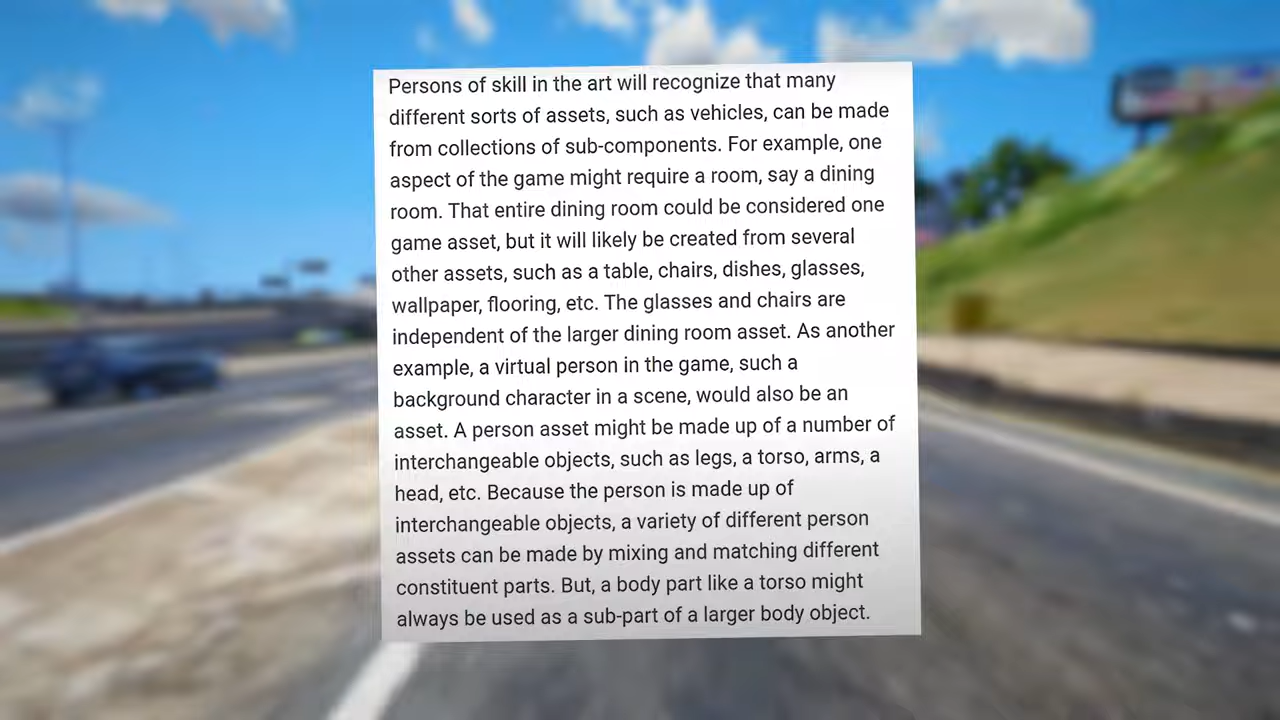 Persons of skill in the art will recognize that many
different sorts of assets, such as vehicles, can be made
from collections of sub-components. For example, one
aspect of the game might require a room, say a dining
room. That entire dining room could be considered one
game asset, but it will likely be created from several
other assets, such as a table, chairs, dishes, glasses,
wallpaper, flooring, etc. The glasses and chairs are
independent of the larger dining room asset. As another
example, a virtual person in the game, such a
background character in a scene, would also be an
asset. A person asset might be made up of a number of
interchangeable objects, such as legs, a torso, arms, a
head, etc. Because the person is made up of
interchangeable objects, a variety of different person
assets can be made by mixing and matching different
constituent parts. But, a body part like a torso might
always be used as a sub-part of a larger body object.